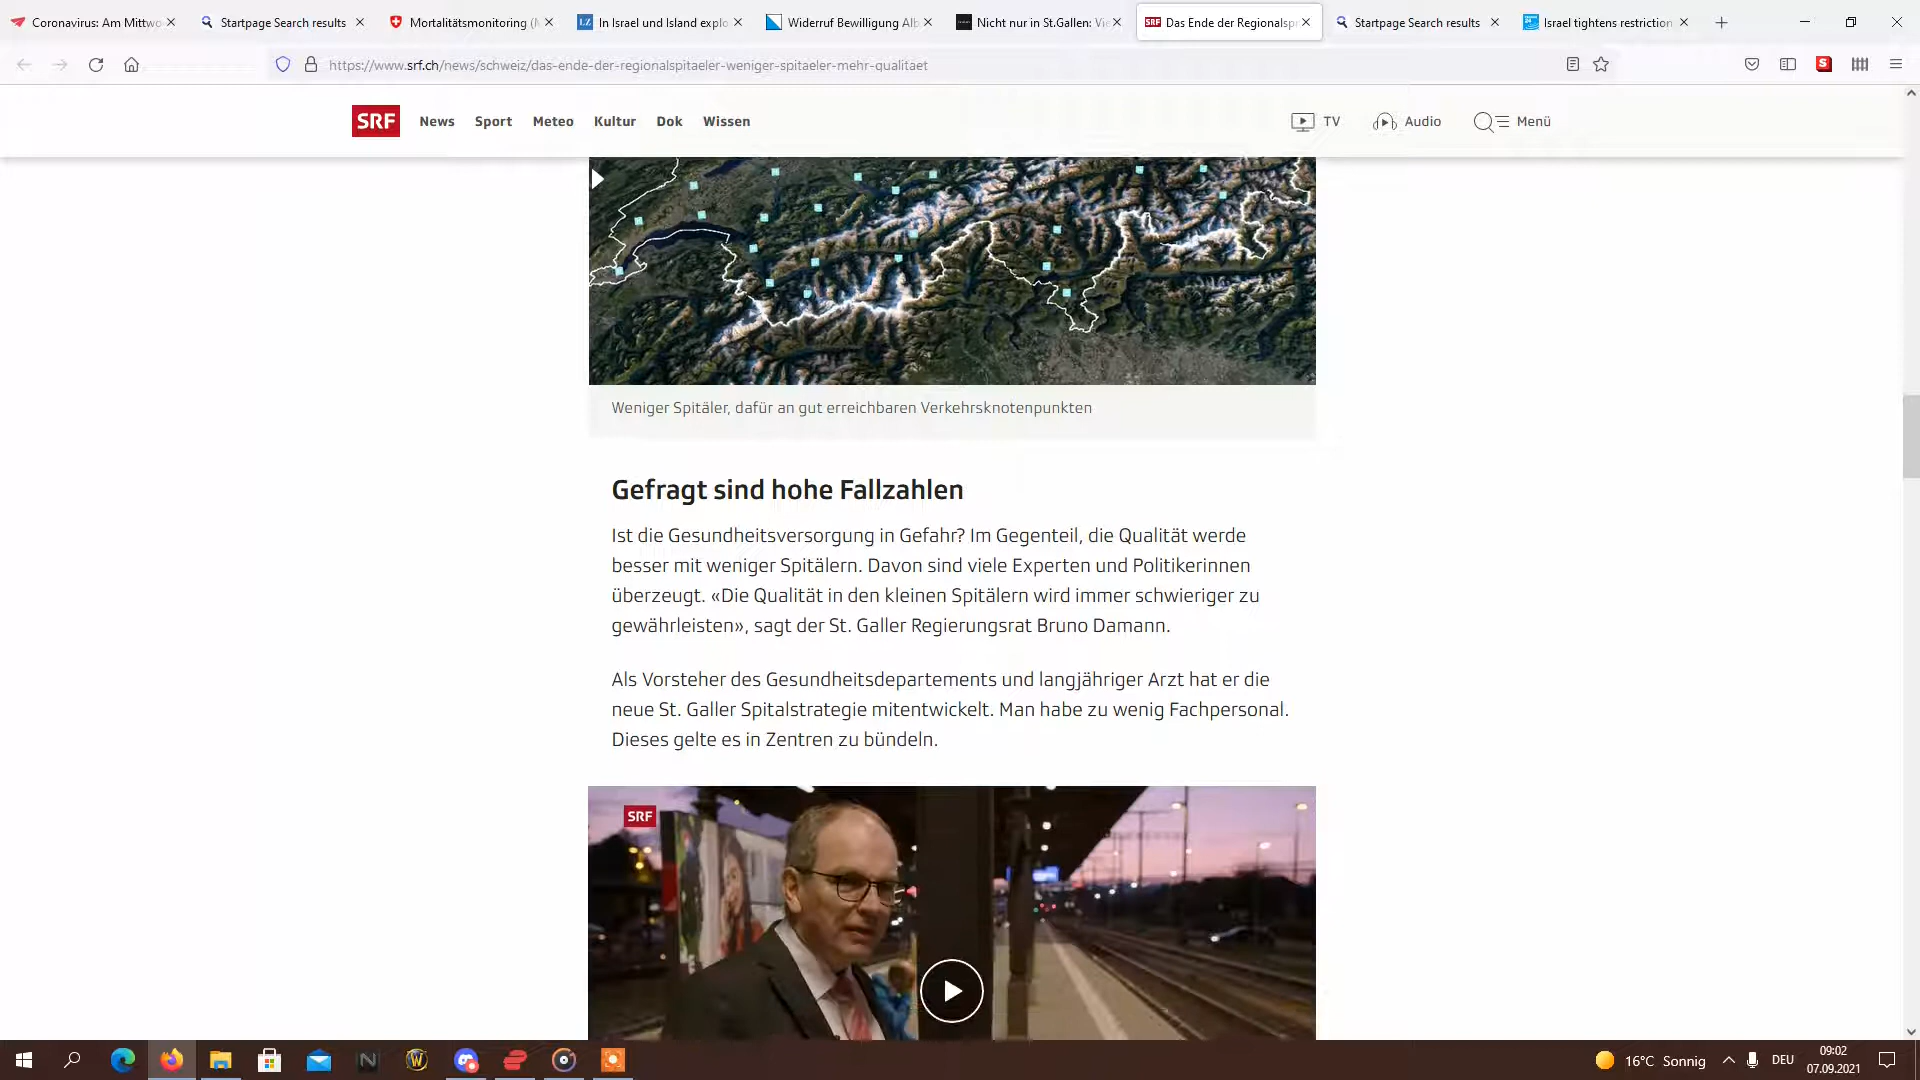 Coronavirus: Am Mittwo
Startpage Search results
Mortalitätsmonitoring (M
In Israel und Island explo
Widerruf Bewilligung Alb
Nicht nur in St.Gallen: Vie
Das Ende der Regionalsp
Startpage Search results
Israel tightens restriction
https://www.srf.ch/news/schweiz/das-ende-der-regionalspitaeler-weniger-spitaeler-mehr-qualitaet
SRF News Sport Meteo Kultur Dok Wissen TV Audio Menü
Weniger Spitäler, dafür an gut erreichbaren Verkehrsknotenpunkten
Gefragt sind hohe Fallzahlen
Ist die Gesundheitsversorgung in Gefahr? Im Gegenteil, die Qualität werde
besser mit weniger Spitälern. Davon sind viele Experten und Politikerinnen
überzeugt. «Die Qualität in den kleinen Spitälern wird immer schwieriger zu
gewährleisten», sagt der St. Galler Regierungsrat Bruno Damann.
Als Vorsteher des Gesundheitsdepartements und langjähriger Arzt hat er die
neue St. Galler Spitalstrategie mitentwickelt. Man habe zu wenig Fachpersonal.
Dieses gelte es in Zentren zu bündeln.
SRF
16°C Sonnig
DEU
09:02
07.09.2021